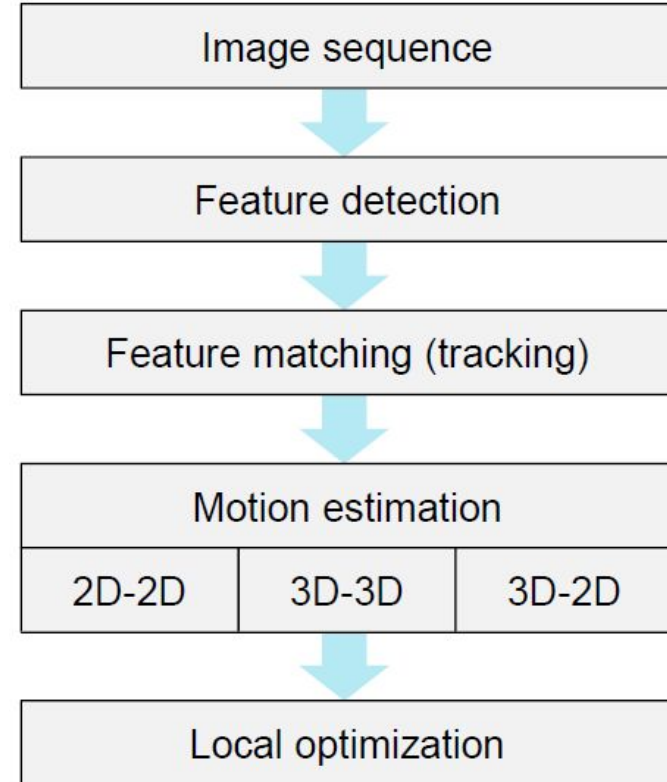 Image sequence
Feature detection
Feature matching (tracking)
Motion estimation
2D-2D 3D-3D 3D-2D
Local optimization